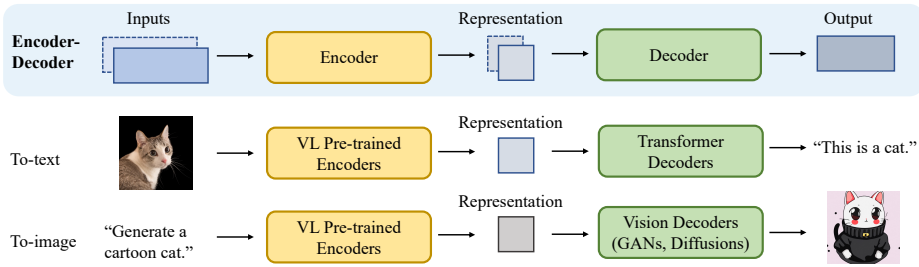 Inputs
Representation
Output
Encoder-
Decoder
Encoder
Decoder
To-text
VL Pre-trained
Encoders
Representation
Transformer
Decoders
“This is a cat.”
To-image
“Generate a
cartoon cat.”
VL Pre-trained
Encoders
Representation
Vision Decoders
(GANs, Diffusions)